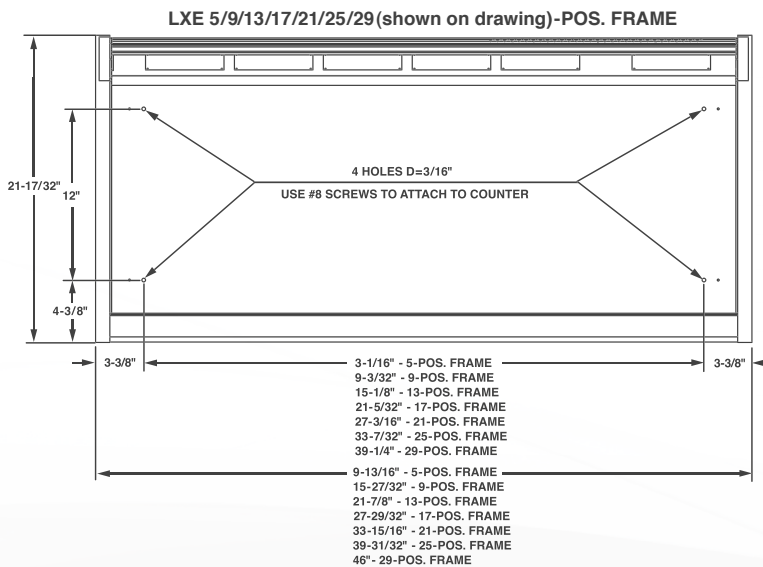 LXE 5/9/13/17/21/25/29(shown on drawing)-POS. FRAME
4 HOLES D=3/16"
21-17/32"
12"
USE #8 SCREWS TO ATTACH TO COUNTER
4-3/8"
3-3/8"
3-1/16" - 5-POS. FRAME
3-3/8"
9-3/32" - 9-POS. FRAME
15-1/8" - 13-POS. FRAME
21-5/32" - 17-POS. FRAME
27-3/16" - 21-POS. FRAME
33-7/32" - 25-POS. FRAME
39-1/4" - 29-POS. FRAME
9-13/16" - 5-POS. FRAME
15-27/32" - 9-POS. FRAME
21-7/8" - 13-POS. FRAME
27-29/32" - 17-POS. FRAME
33-15/16" - 21-POS. FRAME
39-31/32" - 25-POS. FRAME
46"- 29-POS. FRAME